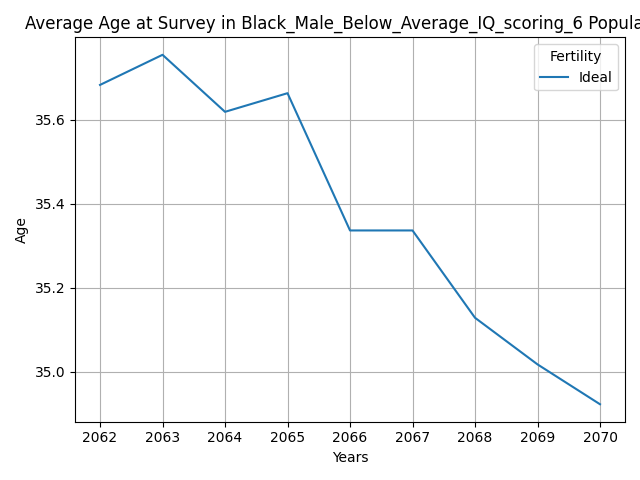 Average Age at Survey in Black_Male_Below_Average_IQ_scoring_6 Popula
Fertility
Ideal
35.6
35.4
35.2
35.0
Age
2062 2063 2064 2065 2066 2067 2068 2069 2070
Years